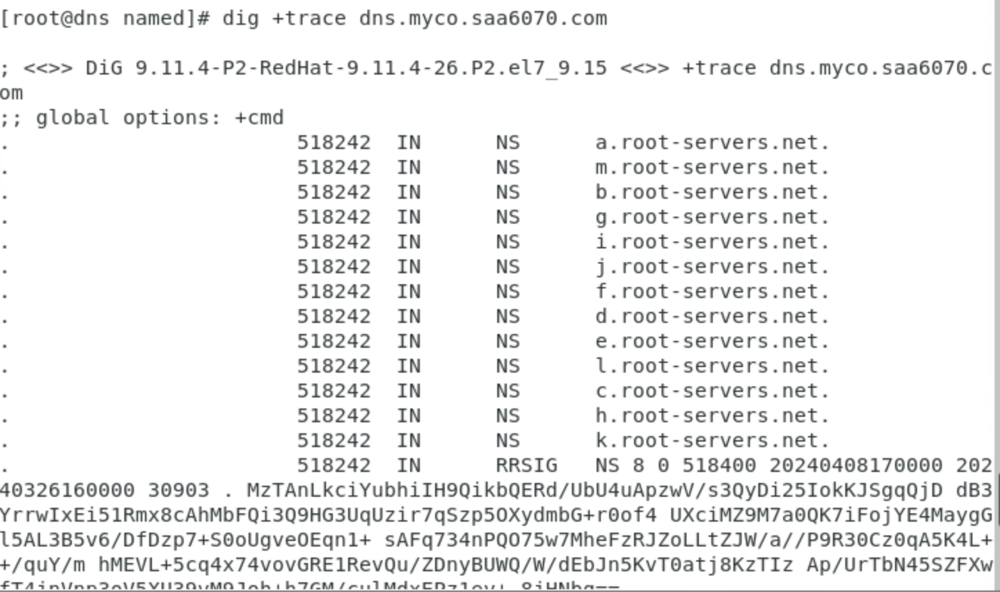 [root@dns named]# dig +trace dns.myco.saa6070.com
; <<>> DiG 9.11.4-P2-RedHat-9.11.4-26.P2.el7_9.15 <<>> +trace dns.myco.saa6070.c
om
;; global options: +cmd
. 518242 IN NS a.root-servers.net.
. 518242 IN NS m.root-servers.net.
. 518242 IN NS b.root-servers.net.
. 518242 IN NS g.root-servers.net.
. 518242 IN NS i.root-servers.net.
. 518242 IN NS j.root-servers.net.
. 518242 IN NS f.root-servers.net.
. 518242 IN NS d.root-servers.net.
. 518242 IN NS e.root-servers.net.
. 518242 IN NS l.root-servers.net.
. 518242 IN NS c.root-servers.net.
. 518242 IN NS h.root-servers.net.
. 518242 IN NS k.root-servers.net.
. 518242 IN RRSIG NS 8 0 518400 20240408170000 202
40326160000 30903 . MzTAnLkciYubhiIH9QikbQERd/UbU4uApzwV/s3QyDi25IokKJSgqQjD dB3
YrrwIxEi51Rmx8cAhMbFQi3Q9HG3UqUzir7qSzp5OXydmbG+r0of4 UXciMZ9M7a0QK7iFojYE4MaygG
l5AL3B5v6/DfDzp7+S0oUgveOEqn1+ sAFq734nPQO75w7MheFzRJZoLLtZJW/a//P9R30Cz0qA5K4L+
+/quY/m hMEVL+5cq4x74vovGRE1RevQu/ZDnyBUWQ/W/dEbJn5KvT0atj8KzTIz Ap/UrTbN45SZFXw